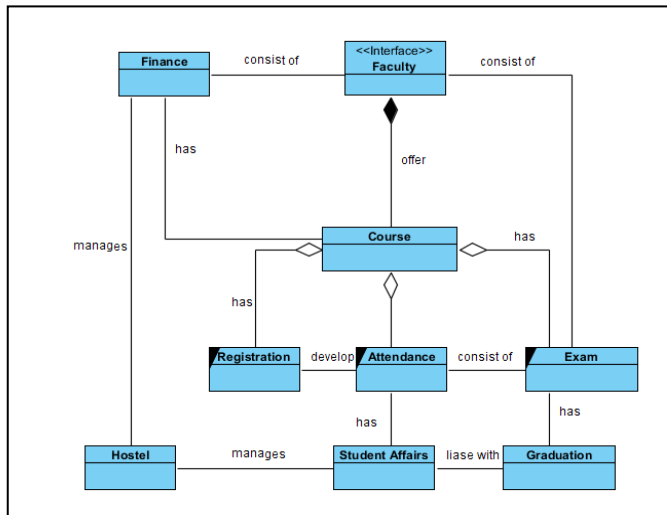 <<Interface>>
Finance
consist of
Faculty
consist of
has
offer
manages
Course
has
has
Registration
develop
Attendance
consist of
Exam
has
has
Hostel
manages
Student Affairs
liase with
Graduation